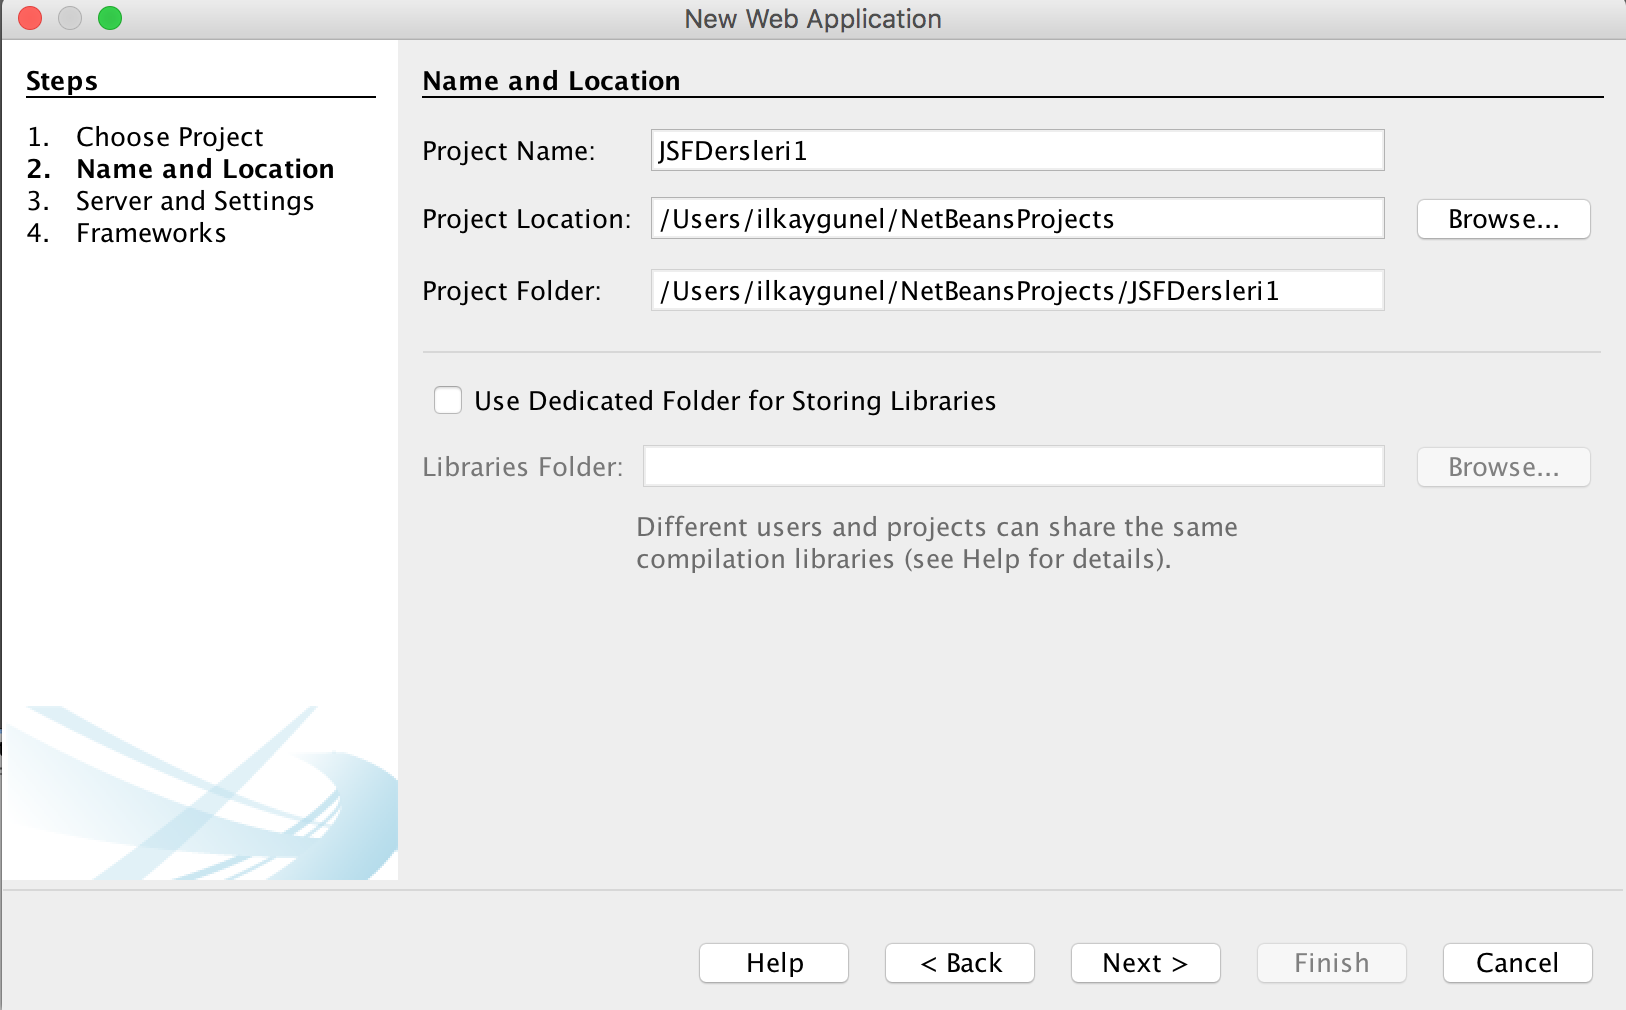 New Web Application
Steps
1. Choose Project
2. Name and Location
3. Server and Settings
4. Frameworks
Name and Location
Project Name: JSFDersleri1
Project Location: /Users/ilkaygunel/NetBeansProjects Browse...
Project Folder: /Users/ilkaygunel/NetBeansProjects/JSFDersleri1
Use Dedicated Folder for Storing Libraries
Libraries Folder: Browse...
Different users and projects can share the same
compilation libraries (see Help for details).
Help < Back Next > Finish Cancel